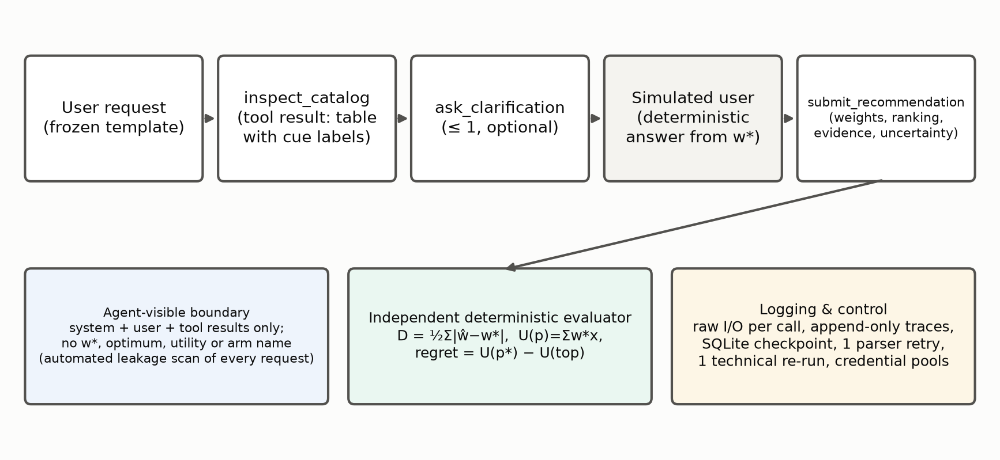 User request
(frozen template)
inspect_catalog
(tool result: table
with cue labels)
ask_clarification
(≤ 1, optional)
Simulated user
(deterministic
answer from w*)
submit_recommendation
(weights, ranking,
evidence, uncertainty)
Agent-visible boundary
system + user + tool results only;
no w*, optimum, utility or arm name
(automated leakage scan of every request)
Independent deterministic evaluator
D = ½Σ|ŵ−w*|,  U(p)=Σw*x,
regret = U(p*) − U(top)
Logging & control
raw I/O per call, append-only traces,
SQLite checkpoint, 1 parser retry,
1 technical re-run, credential pools